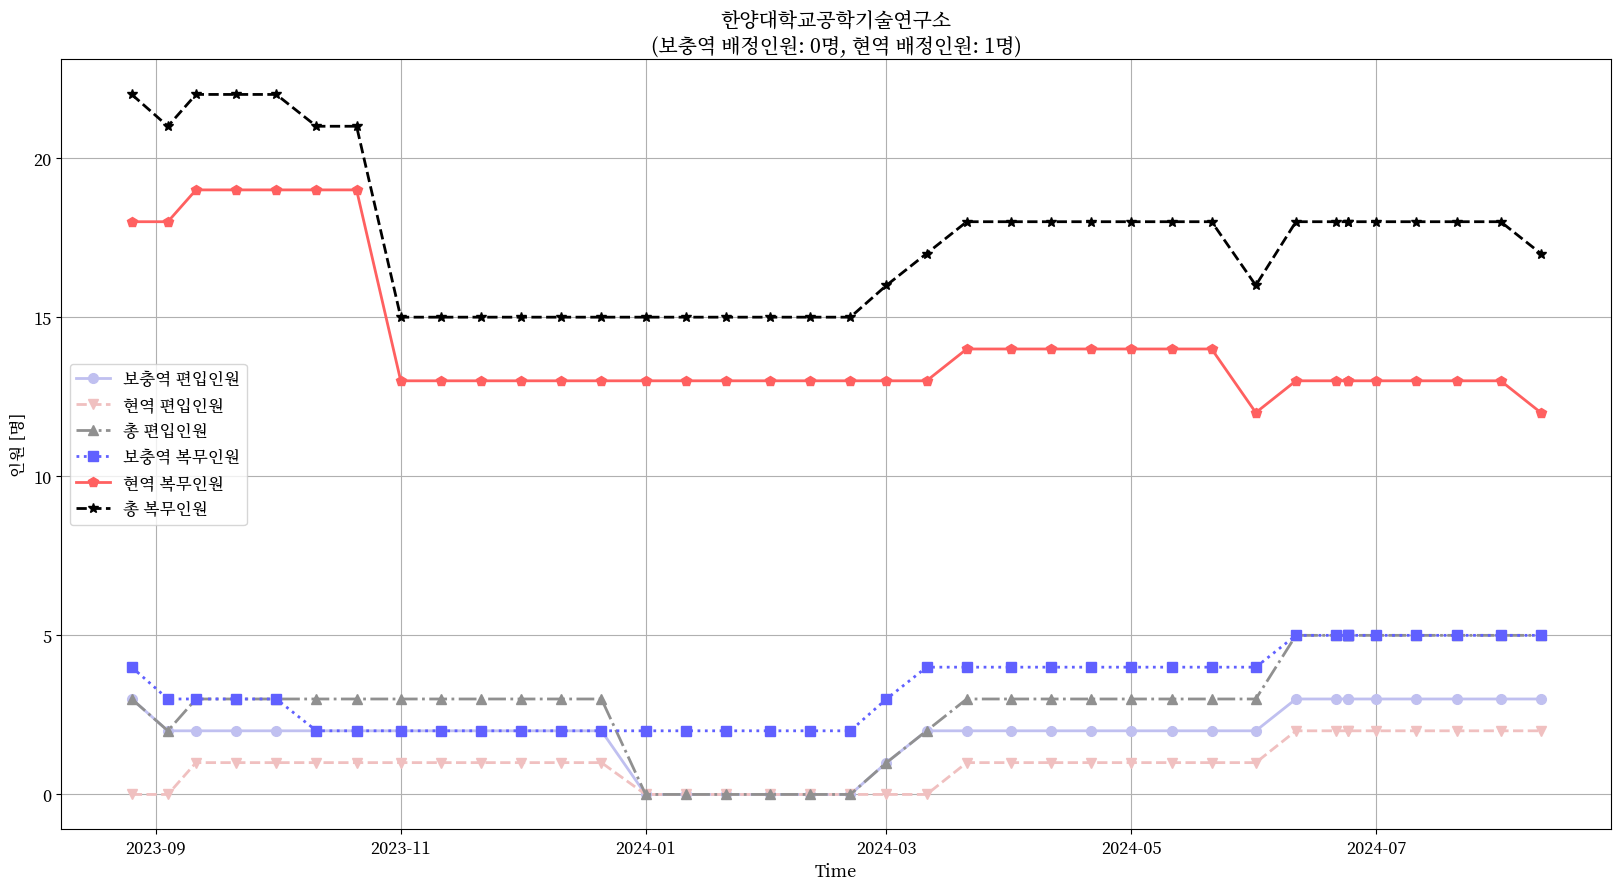 한양대학교공학기술연구소
(보충역 배정인원: 0명, 현역 배정인원: 1명)
20
15
10
5
0
인원 [명]
보충역 편입인원
현역 편입인원
총 편입인원
보충역 복무인원
현역 복무인원
총 복무인원
2023-09
2023-11
2024-01
2024-03
2024-05
2024-07
Time